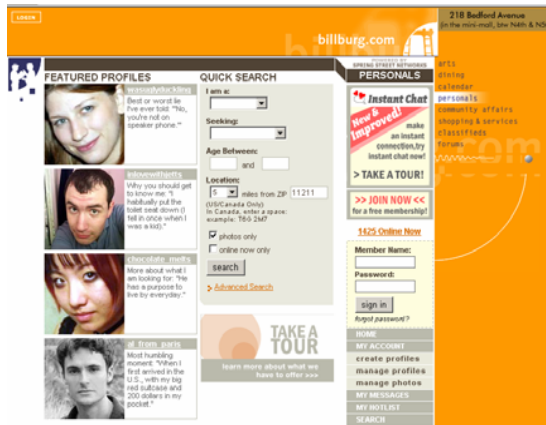 LOGIN
218 Bedford Avenue
(in the mini-mall, btw N4th & N5
billburg.com
POWERED BY
SPRING STREET NETWORKS
PERSONALS
arts
dining
calendar
personals
community affairs
shopping & services
classifieds
forums
FEATURED PROFILES
wasuglyduckling
Best or worst lie
I've ever told: "'No,
you're not on
speaker phone.'"
inlovewitharts
Why you should get
to know me: "I
habitually put the
toilet seat down (I
fell in once when I
was a kid)."
chocolate_melts
More about what I
am looking for: "He
has a purpose to
live by everyday."
al_from_paris
Most humbling
moment: "When I
first arrived in the
U.S., with my big
red suitcase and
200 dollars in my
pocket."
QUICK SEARCH
I am a:
Seeking:
Age Between:
and
Location:
5 miles from ZIP 11211
(US/Canada Only)
In Canada, enter a space:
example: T6G 2M7
photos only
online now only
search
> Advanced Search
TAKE A
TOUR
learn more about what we
have to offer >>>
Instant Chat
New &
Improved!
make
an instant
connection,try
instant chat now!
> TAKE A TOUR!
>> JOIN NOW <<
for a free membership!
1425 Online Now
Member Name:
Password:
sign in
forgot password?
HOME
MY ACCOUNT
create profiles
manage profiles
manage photos
MY MESSAGES
MY HOTLIST
SEARCH